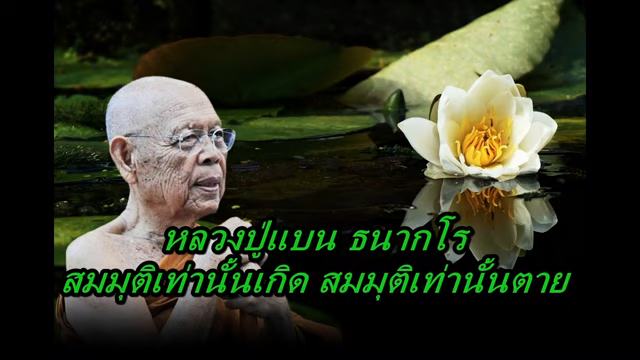 หลวงปู่แบน ธนากโร
สมมุติเท่านั้นเกิด สมมุติเท่านั้นตาย